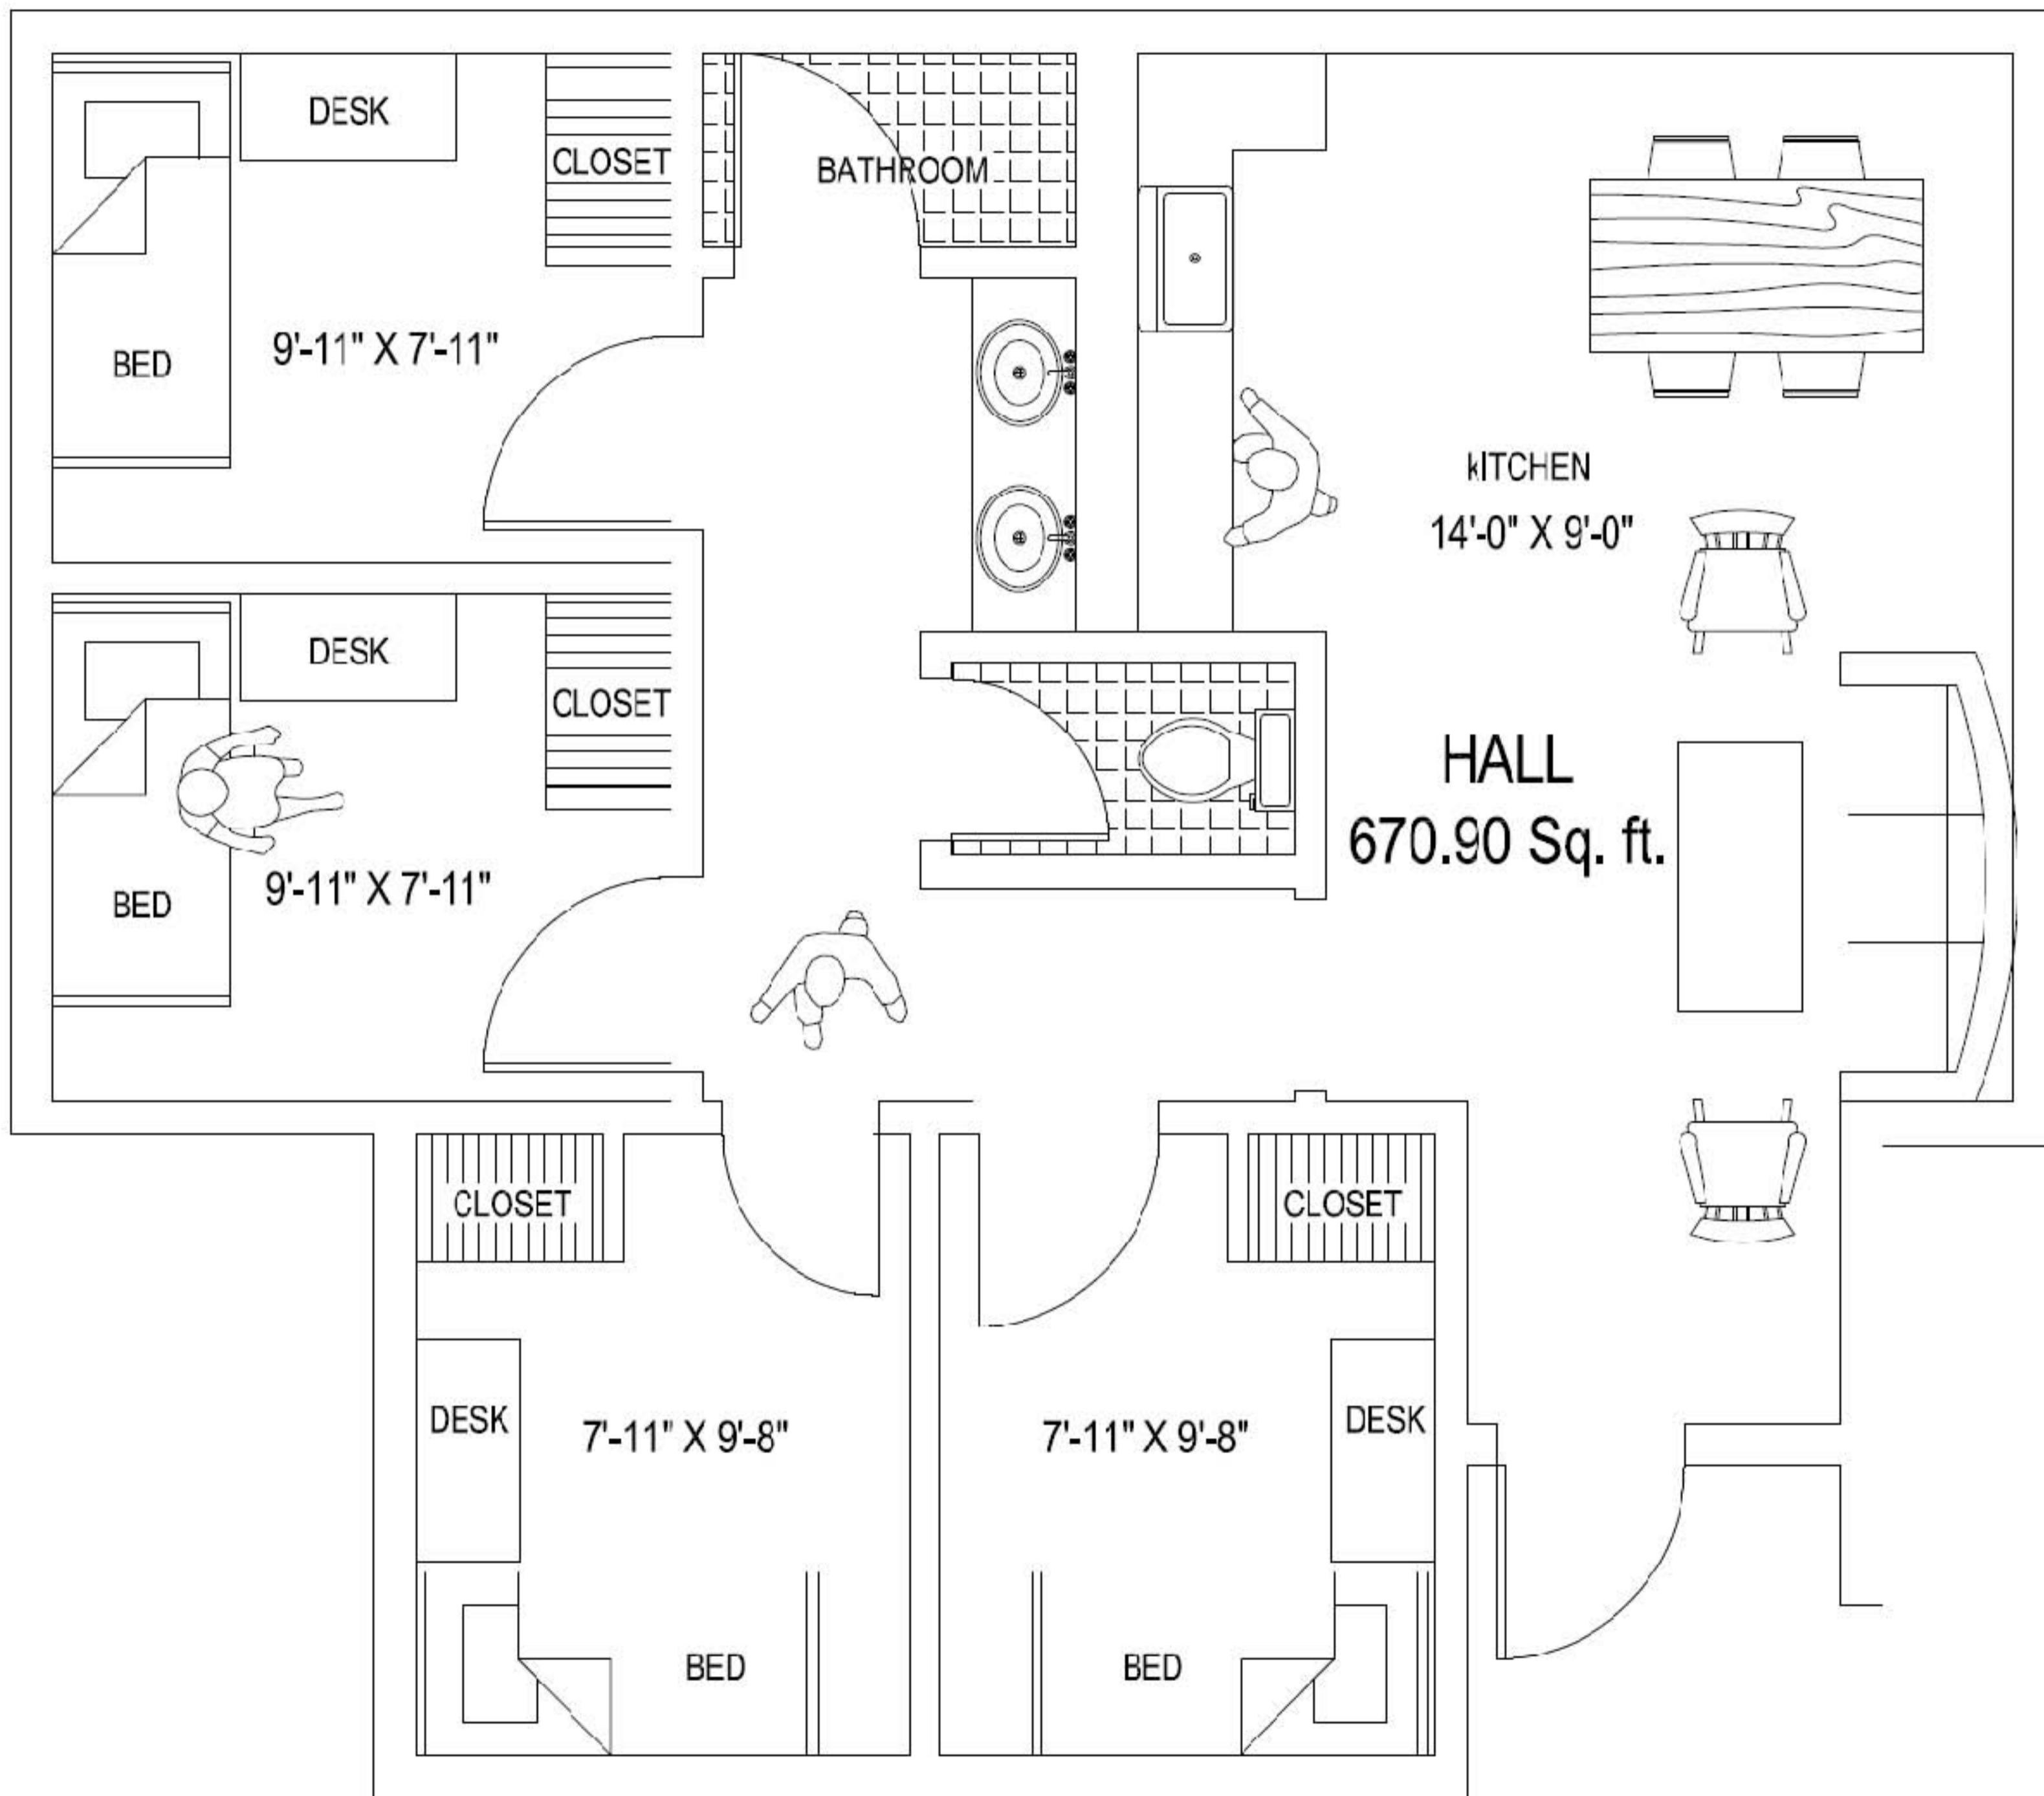 DESK
CLOSET
BATHROOM
BED
9'-11" X 7'-11"
kITCHEN
14'-0" X 9'-0"
DESK
CLOSET
BED
9'-11" X 7'-11"
HALL
670.90 Sq. ft.
CLOSET
CLOSET
DESK
7'-11" X 9'-8"
7'-11" X 9'-8"
DESK
BED
BED